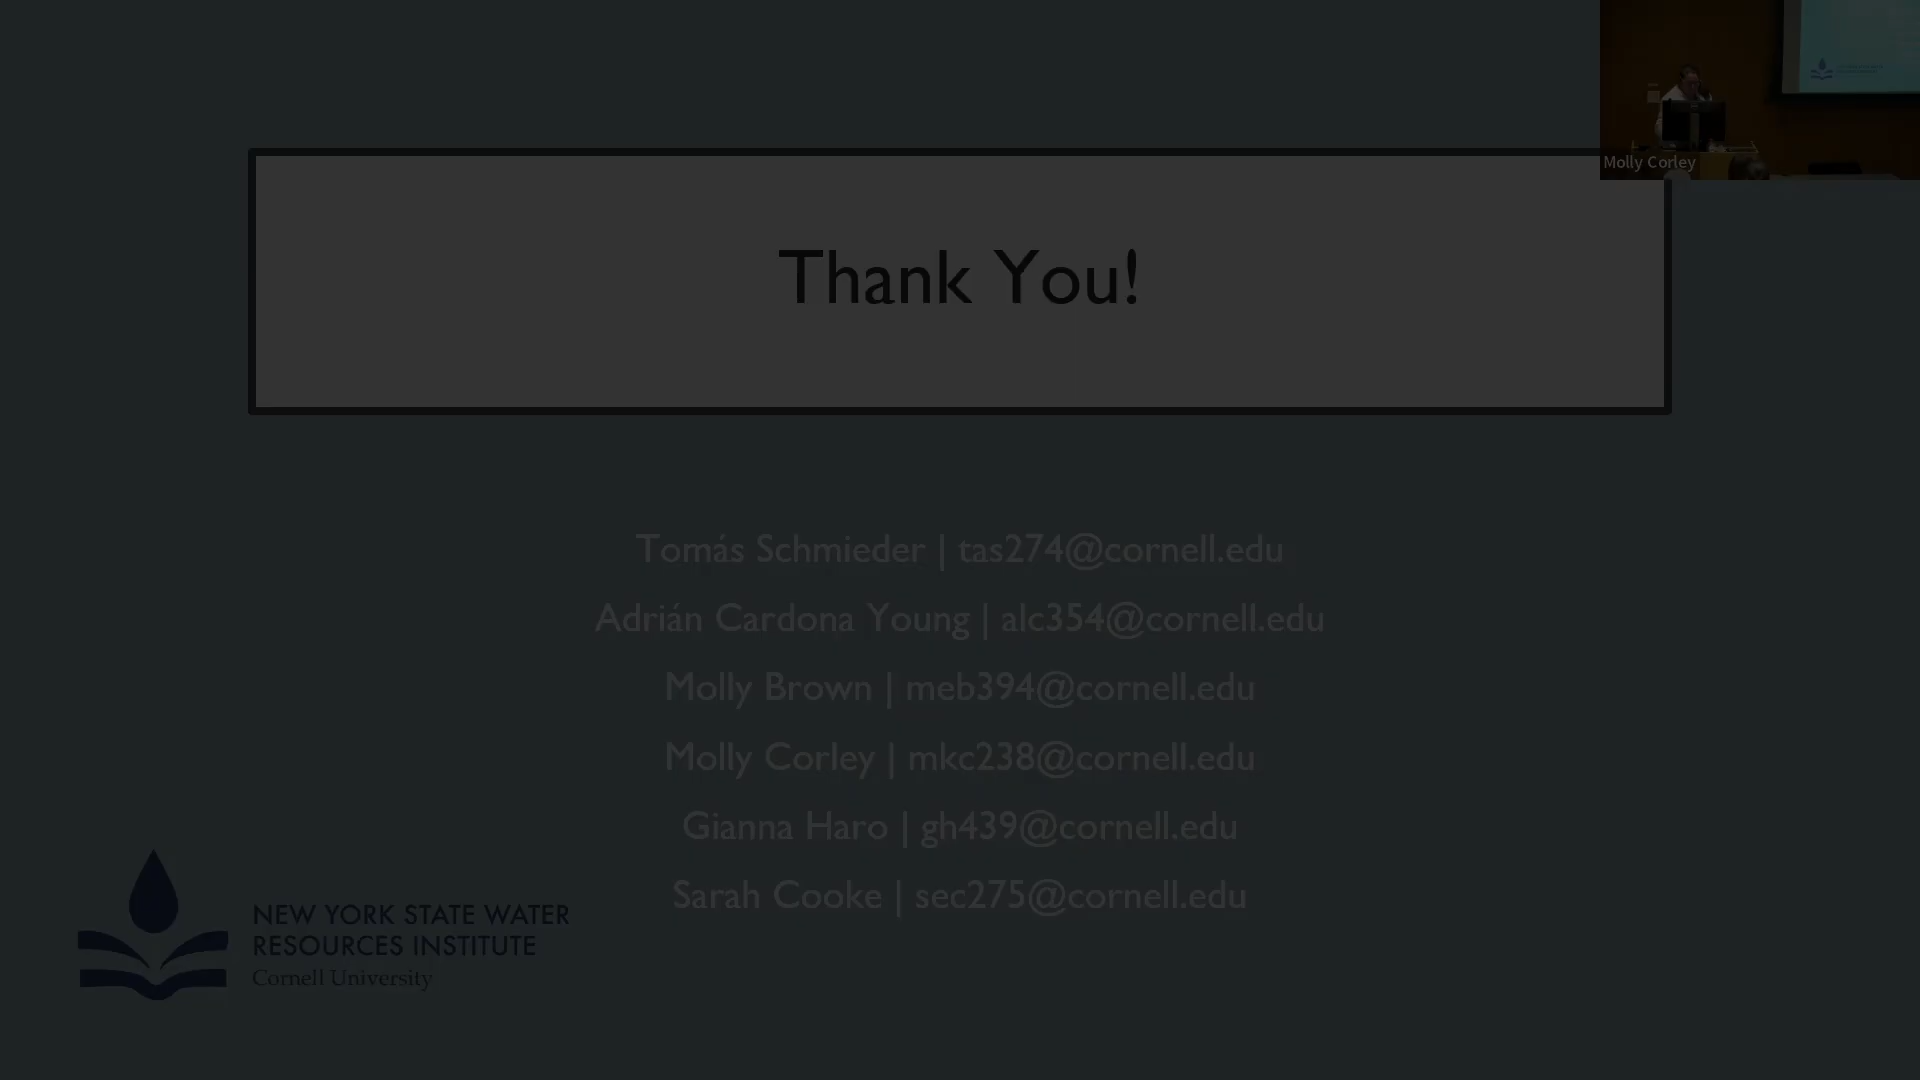 Molly Corley
Thank You!
Tomás Schmieder | tas274@cornell.edu
Adrián Cardona Young | alc354@cornell.edu
Molly Brown | meb394@cornell.edu
Molly Corley | mkc238@cornell.edu
Gianna Haro | gh439@cornell.edu
Sarah Cooke | sec275@cornell.edu
NEW YORK STATE WATER
RESOURCES INSTITUTE
Cornell University